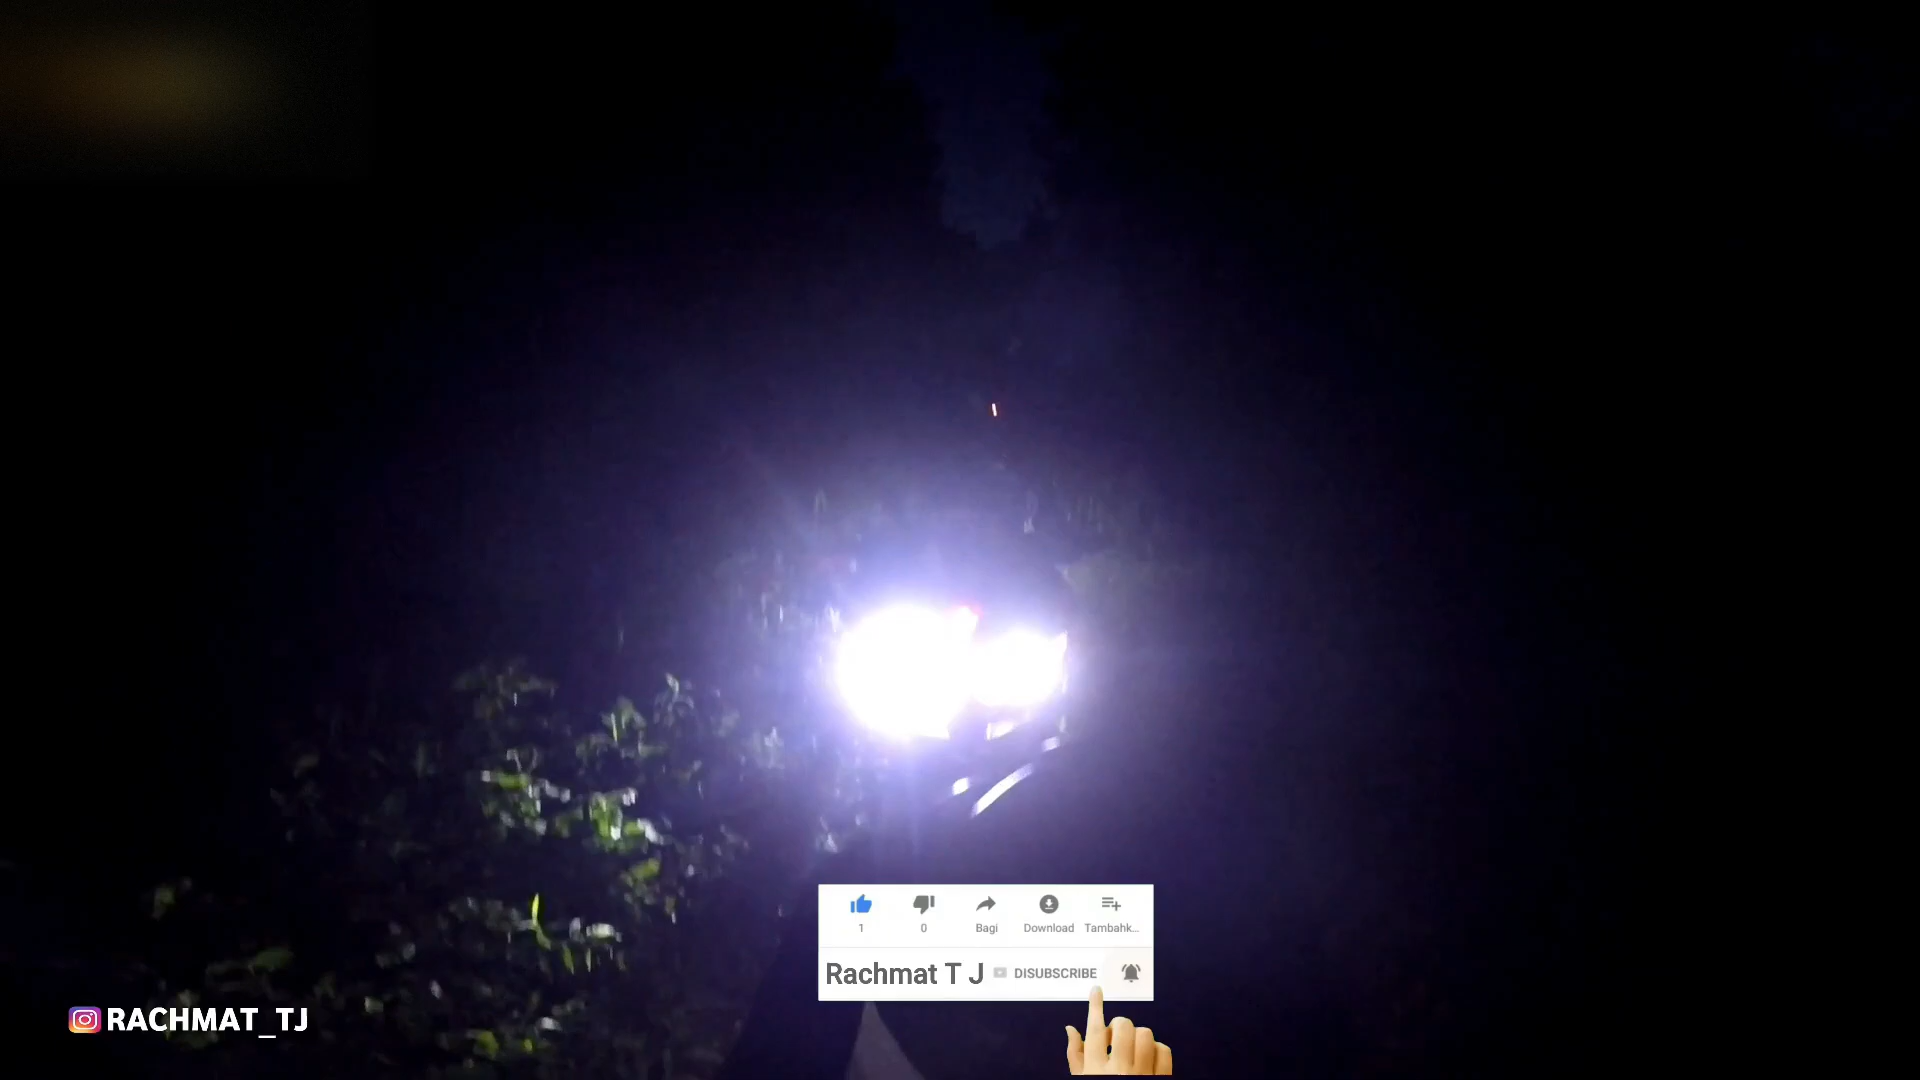 1
0
Bagi
Download
Tambahk...
Rachmat T J
DISUBSCRIBE
RACHMAT_TJ